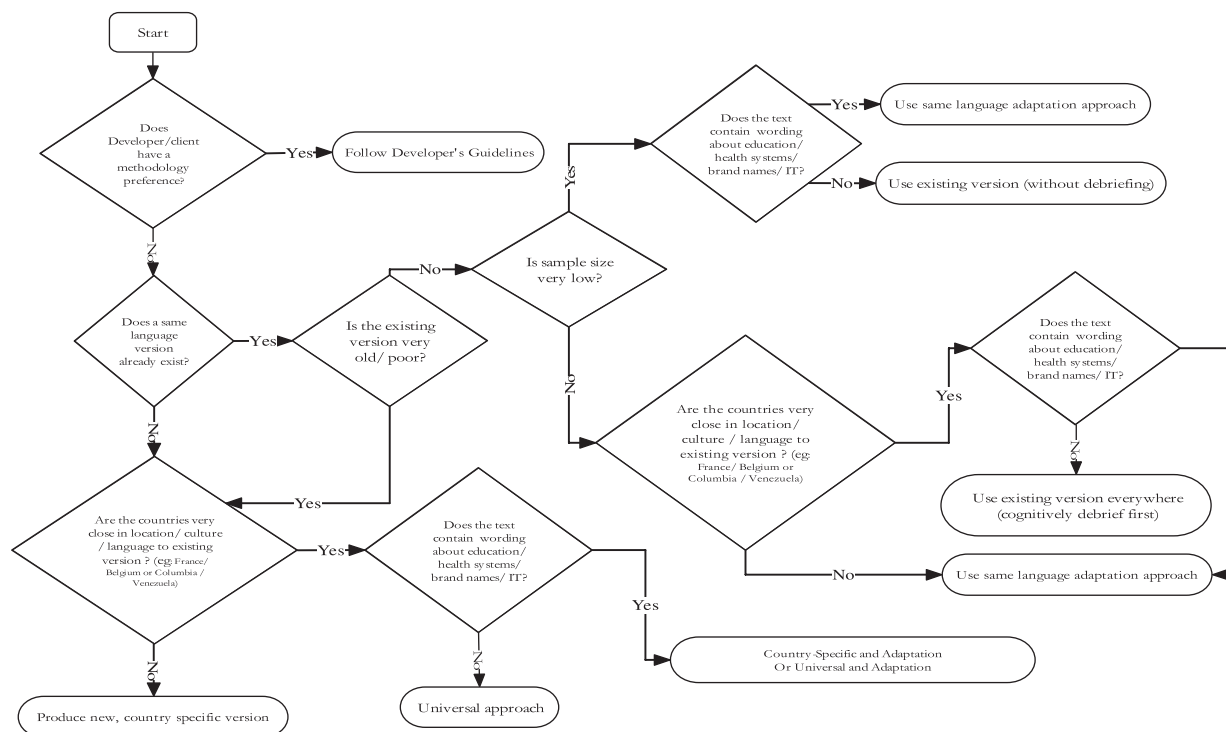 Start
Does
Developer/client
have a
methodology
preference?
Yes
Follow Developer's Guidelines
No
Does a same
language
version
already exist?
Yes
Is the existing
version very
old/ poor?
No
Is sample size
very low?
Yes
Does the text
contain wording
about education/
health systems/
brand names/ IT?
Yes
Use same language adaptation approach
No
Use existing version (without debriefing)
No
Are the countries very
close in location/
culture / language to
existing version ? (eg:
France/ Belgium or
Columbia / Venezuela)
Yes
Does the text
contain wording
about education/
health systems/
brand names/ IT?
No
Use existing version everywhere
(cognitively debrief first)
No
Use same language adaptation approach
Yes
No
Are the countries very
close in location/ culture
/ language to existing
version ? (eg: France/
Belgium or Columbia /
Venezuela)
Yes
Does the text
contain wording
about education/
health systems/
brand names/ IT?
Yes
Country-Specific and Adaptation
Or Universal and Adaptation
No
Universal approach
No
Produce new, country specific version